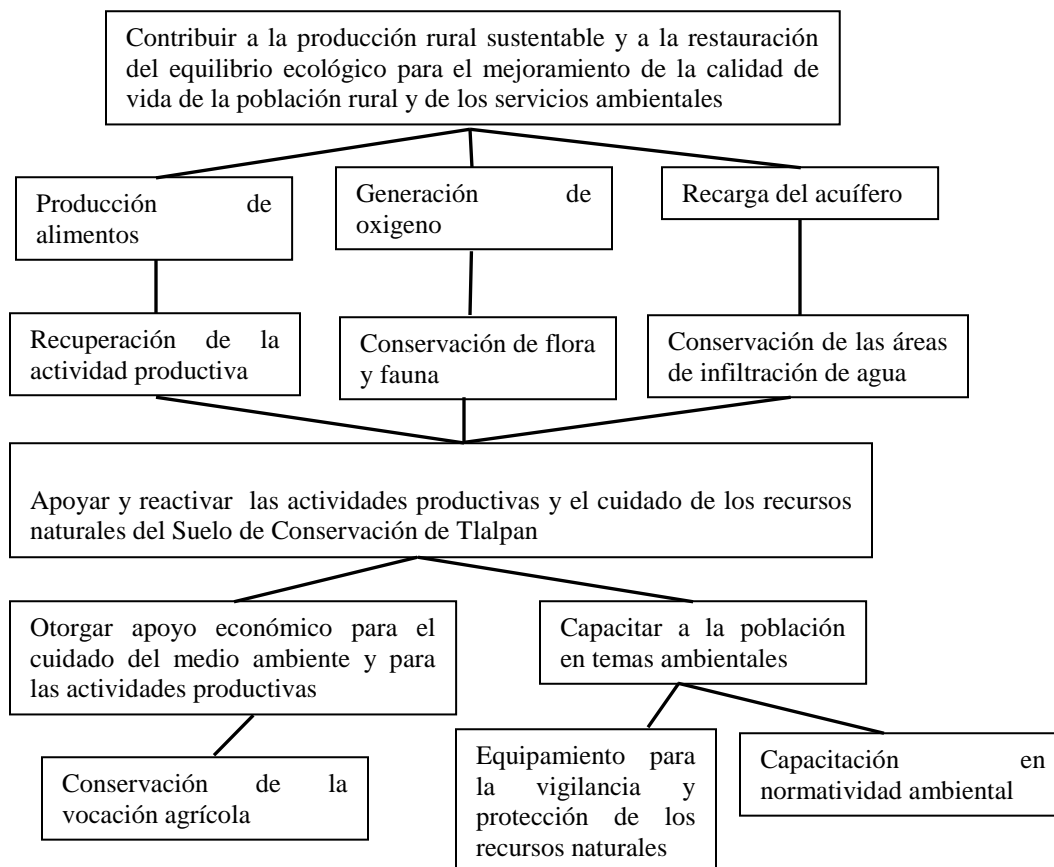 Contribuir a la producción rural sustentable y a la restauración
del equilibrio ecológico para el mejoramiento de la calidad de
vida de la población rural y de los servicios ambientales
Producción de
alimentos
Generación de
oxigeno
Recarga del acuífero
Recuperación de la
actividad productiva
Conservación de flora
y fauna
Conservación de las áreas
de infiltración de agua
Apoyar y reactivar las actividades productivas y el cuidado de los recursos
naturales del Suelo de Conservación de Tlalpan
Otorgar apoyo económico para el
cuidado del medio ambiente y para
las actividades productivas
Capacitar a la población
en temas ambientales
Conservación de la
vocación agrícola
Equipamiento para
la vigilancia y
protección de los
recursos naturales
Capacitación en
normatividad ambiental